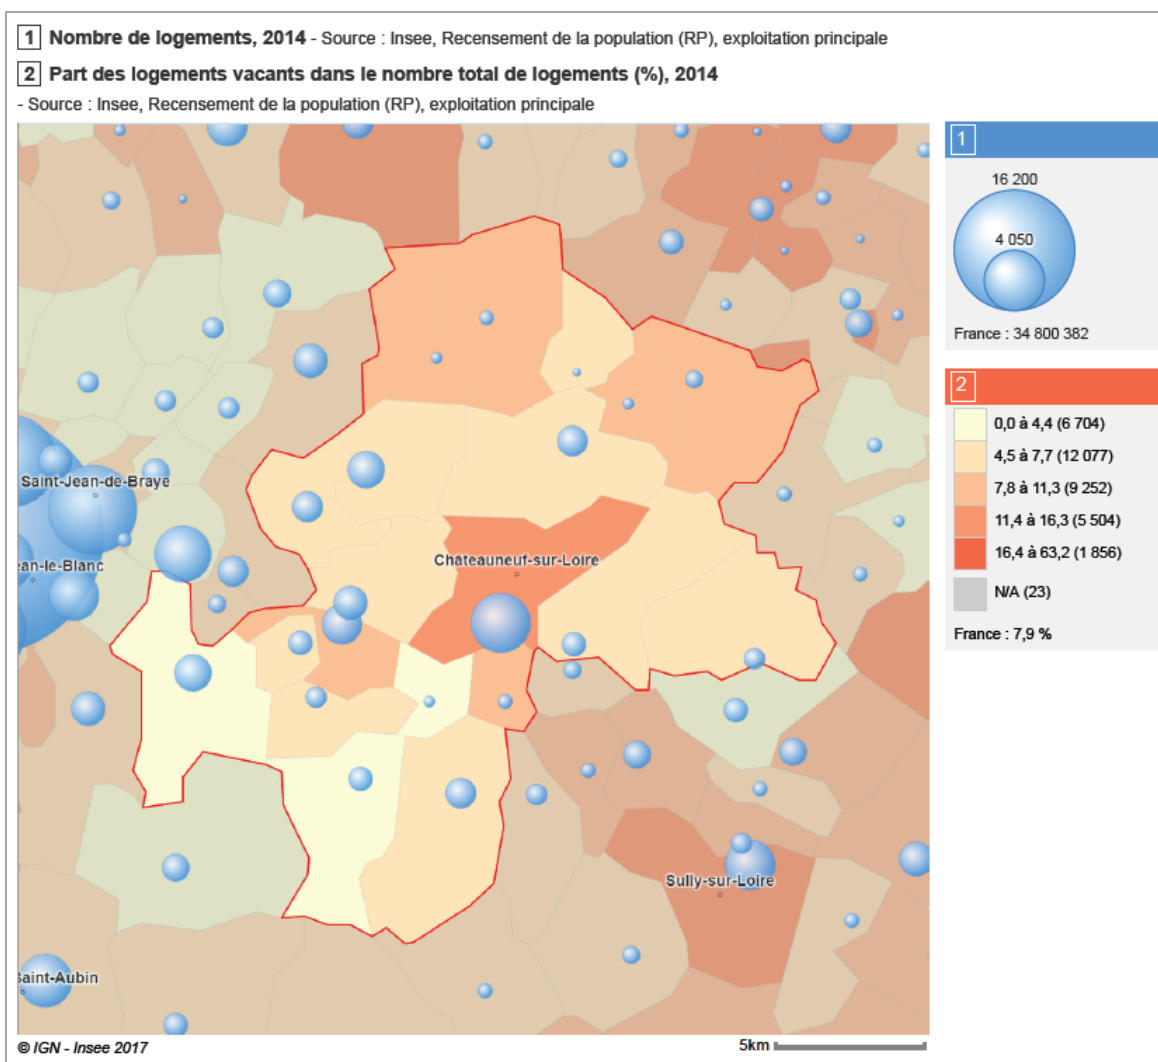 1 Nombre de logements, 2014 - Source : Insee, Recensement de la population (RP), exploitation principale
2 Part des logements vacants dans le nombre total de logements (%), 2014
- Source : Insee, Recensement de la population (RP), exploitation principale
1
16 200
4 050
France : 34 800 382
2
0,0 à 4,4 (6 704)
4,5 à 7,7 (12 077)
7,8 à 11,3 (9 252)
11,4 à 16,3 (5 504)
16,4 à 63,2 (1 856)
N/A (23)
France : 7,9 %
Saint-Jean-de-Braye
Châteauneuf-sur-Loire
ean-le-Blanc
Sully-sur-Loire
Saint-Aubin
© IGN - Insee 2017
5km